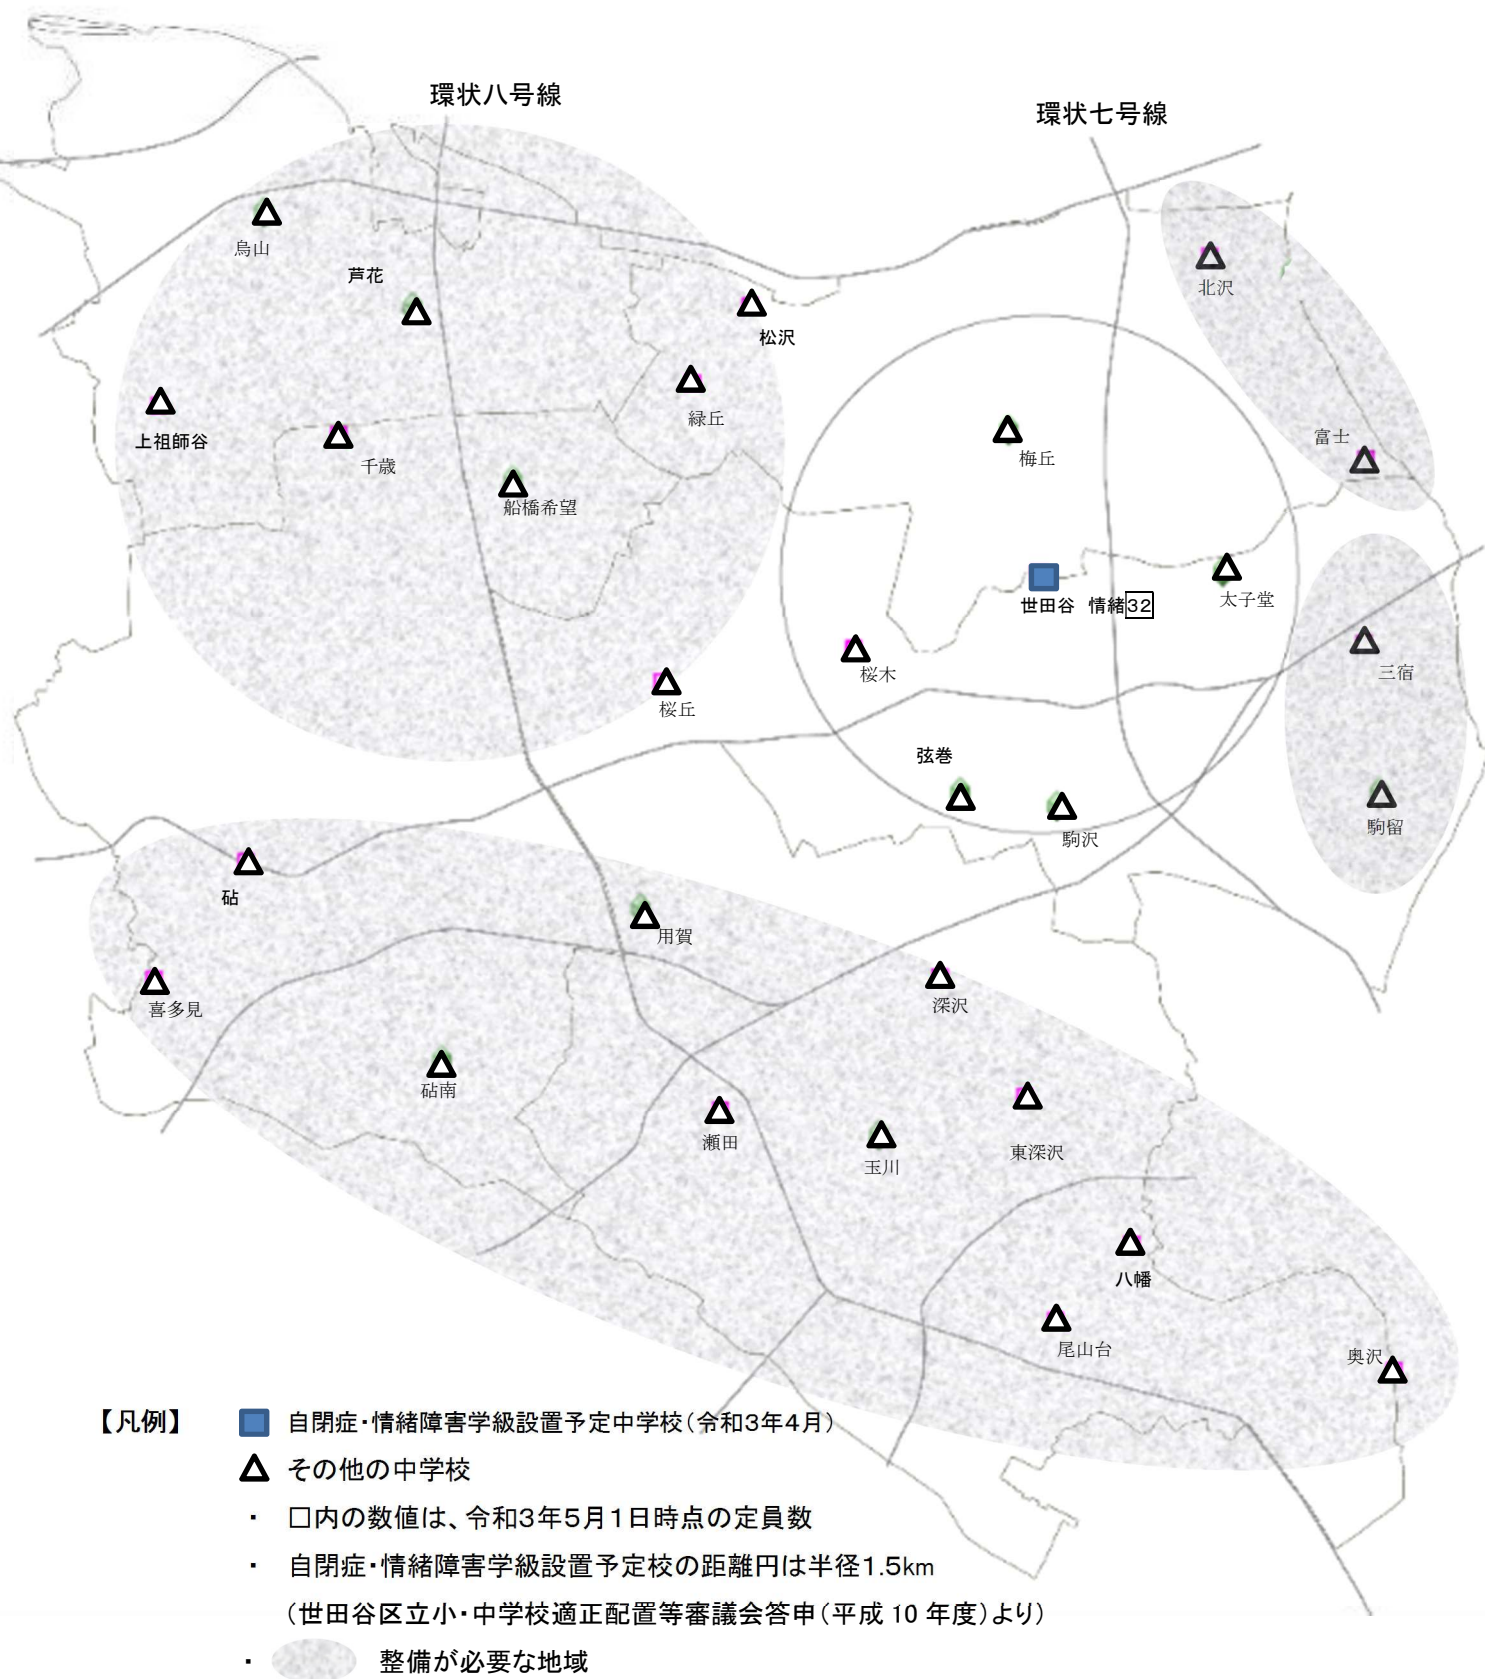 環状八号線
環状七号線
烏山
芦花
北沢
松沢
緑丘
上祖師谷
千歳
富士
梅丘
船橋希望
世田谷 情緒32
太子堂
桜木
三宿
桜丘
弦巻
駒沢
駒留
砧
用賀
喜多見
深沢
砧南
瀬田
玉川
東深沢
八幡
尾山台
奥沢
【凡例】
自閉症・情緒障害学級設置予定中学校（令和3年4月）
その他の中学校
・ □内の数値は、令和3年5月1日時点の定員数
・ 自閉症・情緒障害学級設置予定校の距離円は半径1.5km
（世田谷区立小・中学校適正配置等審議会答申（平成 10 年度）より）
・ 整備が必要な地域